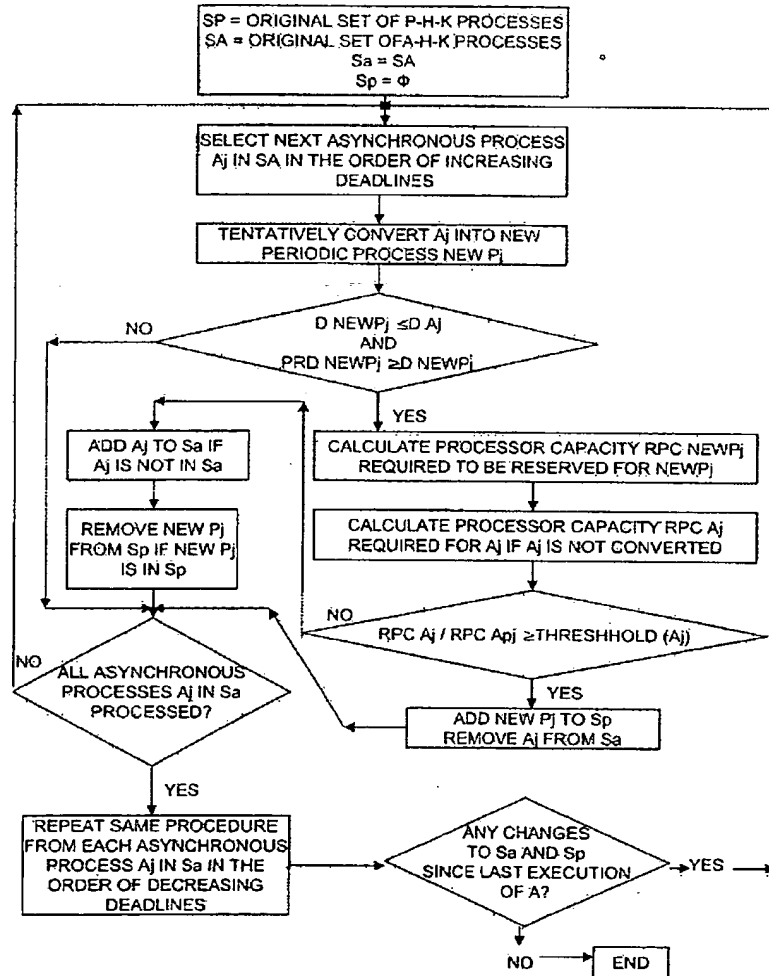 SP = ORIGINAL SET OF P-H-K PROCESSES
SA = ORIGINAL SET OFA-H-K PROCESSES
Sa = SA
Sp = Φ
SELECT NEXT ASYNCHRONOUS PROCESS
Aj IN SA IN THE ORDER OF INCREASING
DEADLINES
TENTATIVELY CONVERT Aj INTO NEW
PERIODIC PROCESS NEW Pj
NO
D NEWPj ≤D Aj
AND
PRD NEWPj ≥D NEWPj
YES
ADD Aj TO Sa IF
Aj IS NOT IN Sa
CALCULATE PROCESSOR CAPACITY RPC NEWPj
REQUIRED TO BE RESERVED FOR NEWPj
REMOVE NEW Pj
FROM Sp IF NEW Pj
IS IN Sp
CALCULATE PROCESSOR CAPACITY RPC Aj
REQUIRED FOR Aj IF Aj IS NOT CONVERTED
NO
RPC Aj / RPC Apj ≥THRESHHOLD (Aj)
YES
NO
ALL ASYNCHRONOUS
PROCESSES Aj IN Sa
PROCESSED?
ADD NEW Pj TO Sp
REMOVE Aj FROM Sa
YES
REPEAT SAME PROCEDURE
FROM EACH ASYNCHRONOUS
PROCESS Aj IN Sa IN THE
ORDER OF DECREASING
DEADLINES
ANY CHANGES
TO Sa AND Sp
SINCE LAST EXECUTION
OF A?
YES
NO
END